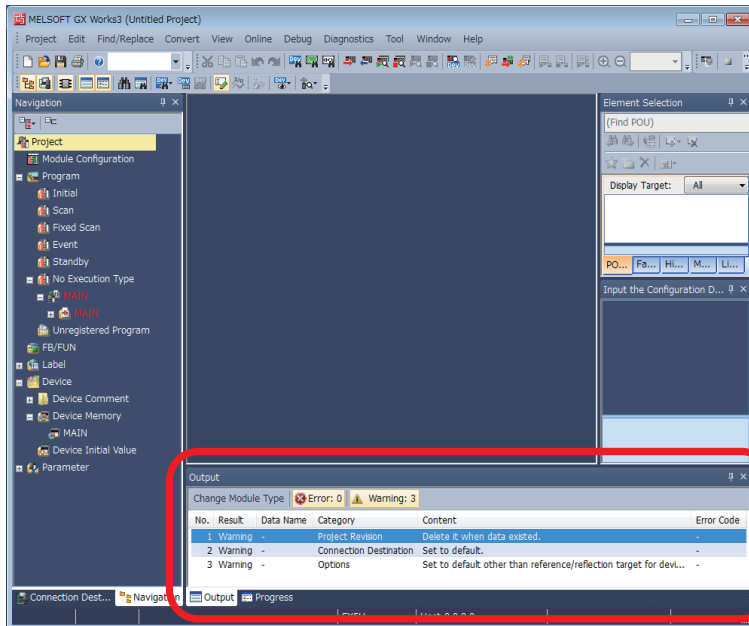 MELSOFT GX Works3 (Untitled Project)
Project Edit Find/Replace Convert View Online Debug Diagnostics Tool Window Help
Navigation
Project
Module Configuration
Program
Initial
Scan
Fixed Scan
Event
Standby
No Execution Type
MAIN
MAIN
Unregistered Program
FB/FUN
Label
Device
Device Comment
Device Memory
MAIN
Device Initial Value
Parameter
Connection Dest... Navigation
Element Selection
(Find POU)
Display Target: All
PO... Fa... Hi... M... Li...
Input the Configuration D...
Output
Change Module Type Error: 0 Warning: 3
No. Result Data Name Category Content Error Code
1 Warning - Project Revision Delete it when data existed. -
2 Warning - Connection Destination Set to default. -
3 Warning - Options Set to default other than reference/reflection target for devi... -
Output Progress